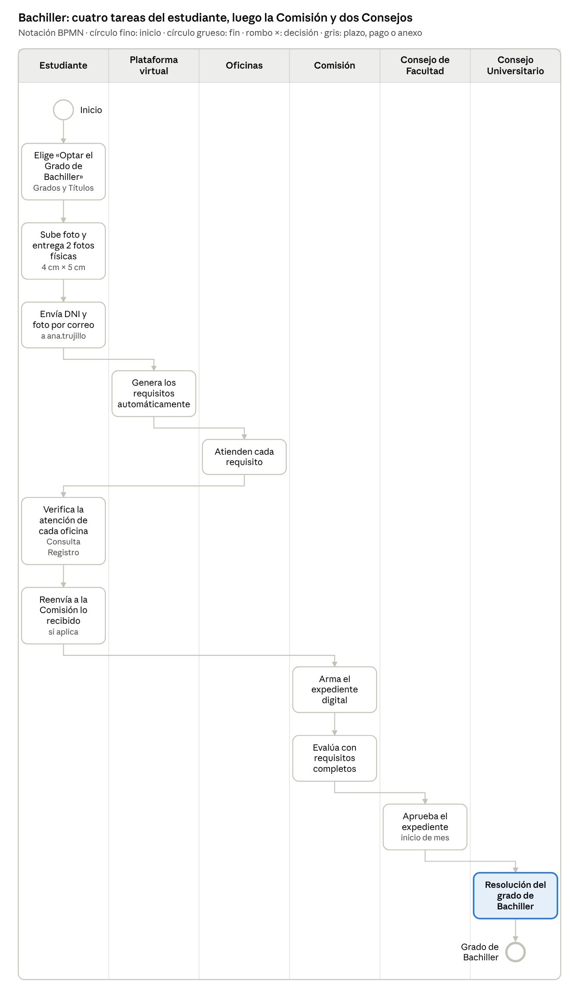 Bachiller: cuatro tareas del estudiante, luego la Comisión y dos Consejos
Notación BPMN · círculo fino: inicio · círculo grueso: fin · rombo ×: decisión · gris: plazo, pago o anexo
Estudiante
Plataforma
virtual
Oficinas
Comisión
Consejo de
Facultad
Consejo
Universitario
Inicio
Elige «Optar el
Grado de
Bachiller»
Grados y Títulos
Sube foto y
entrega 2 fotos
físicas
4 cm × 5 cm
Envía DNI y
foto por correo
a ana.trujillo
Genera los
requisitos
automáticamente
Atienden cada
requisito
Verifica la
atención de
cada oficina
Consulta
Registro
Reenvía a la
Comisión lo
recibido
si aplica
Arma el
expediente
digital
Evalúa con
requisitos
completos
Aprueba el
expediente
inicio de mes
Resolución del
grado de
Bachiller
Grado de
Bachiller